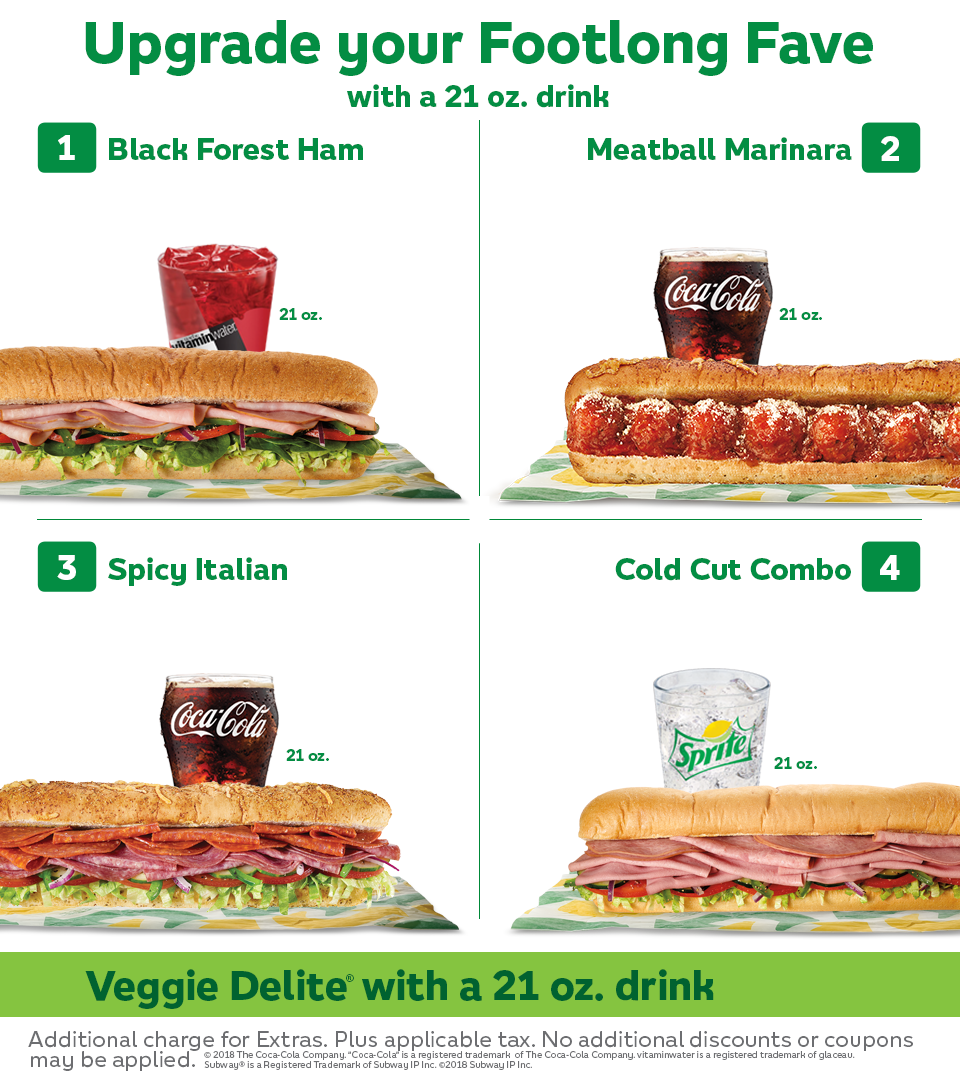 Upgrade your Footlong Fave
with a 21 oz. drink
1 Black Forest Ham
Meatball Marinara 2
vitaminwater
21 oz.
Coca-Cola
21 oz.
3 Spicy Italian
Cold Cut Combo 4
Coca-Cola
21 oz.
Sprite
21 oz.
Veggie Delite® with a 21 oz. drink
Additional charge for Extras. Plus applicable tax. No additional discounts or coupons
may be applied.
© 2018 The Coca-Cola Company. "Coca-Cola" is a registered trademark of The Coca-Cola Company. vitaminwater is a registered trademark of glaceau.
Subway® is a Registered Trademark of Subway IP Inc. ©2018 Subway IP Inc.